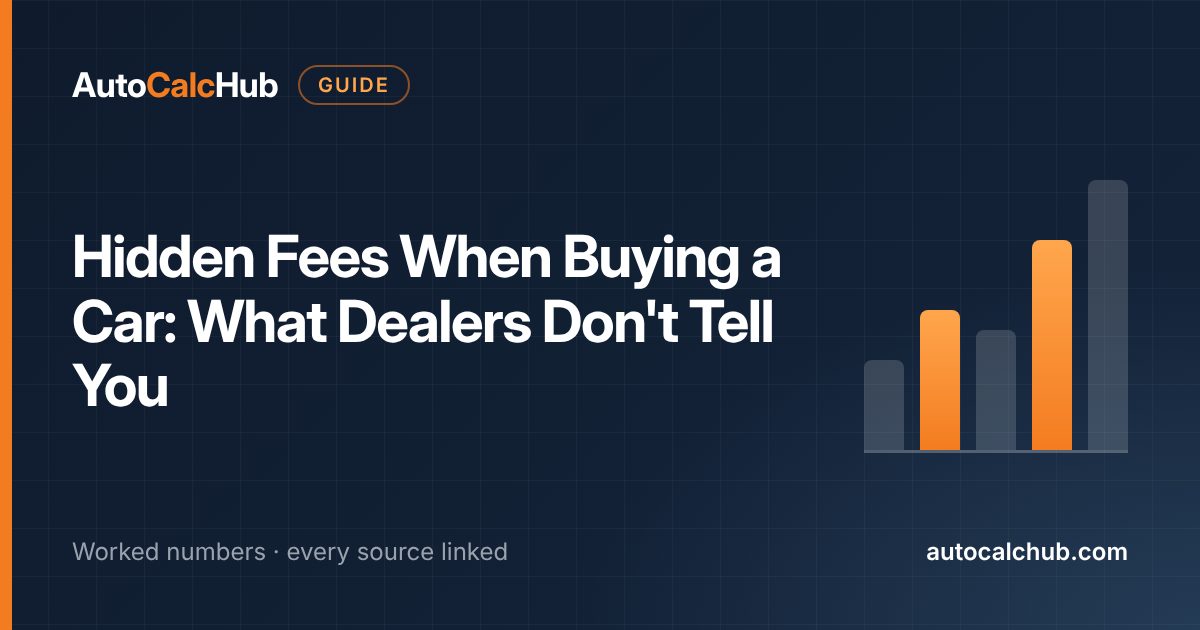 AutoCalcHub GUIDE
Hidden Fees When Buying a
Car: What Dealers Don't Tell
You
Worked numbers · every source linked
autocalchub.com